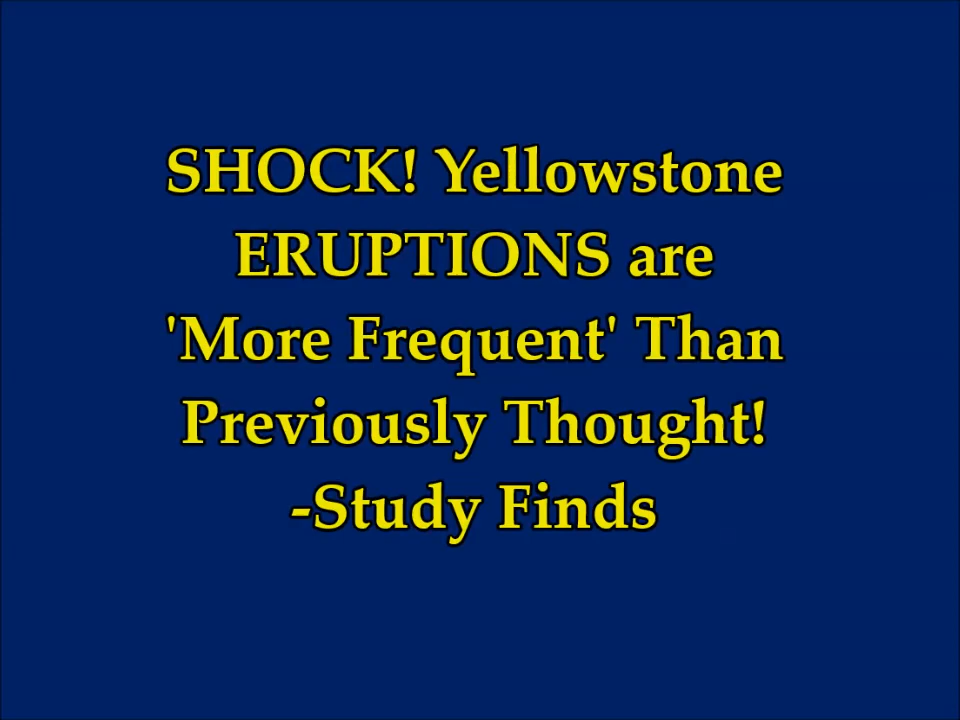 SHOCK! Yellowstone
ERUPTIONS are
'More Frequent' Than
Previously Thought!
-Study Finds